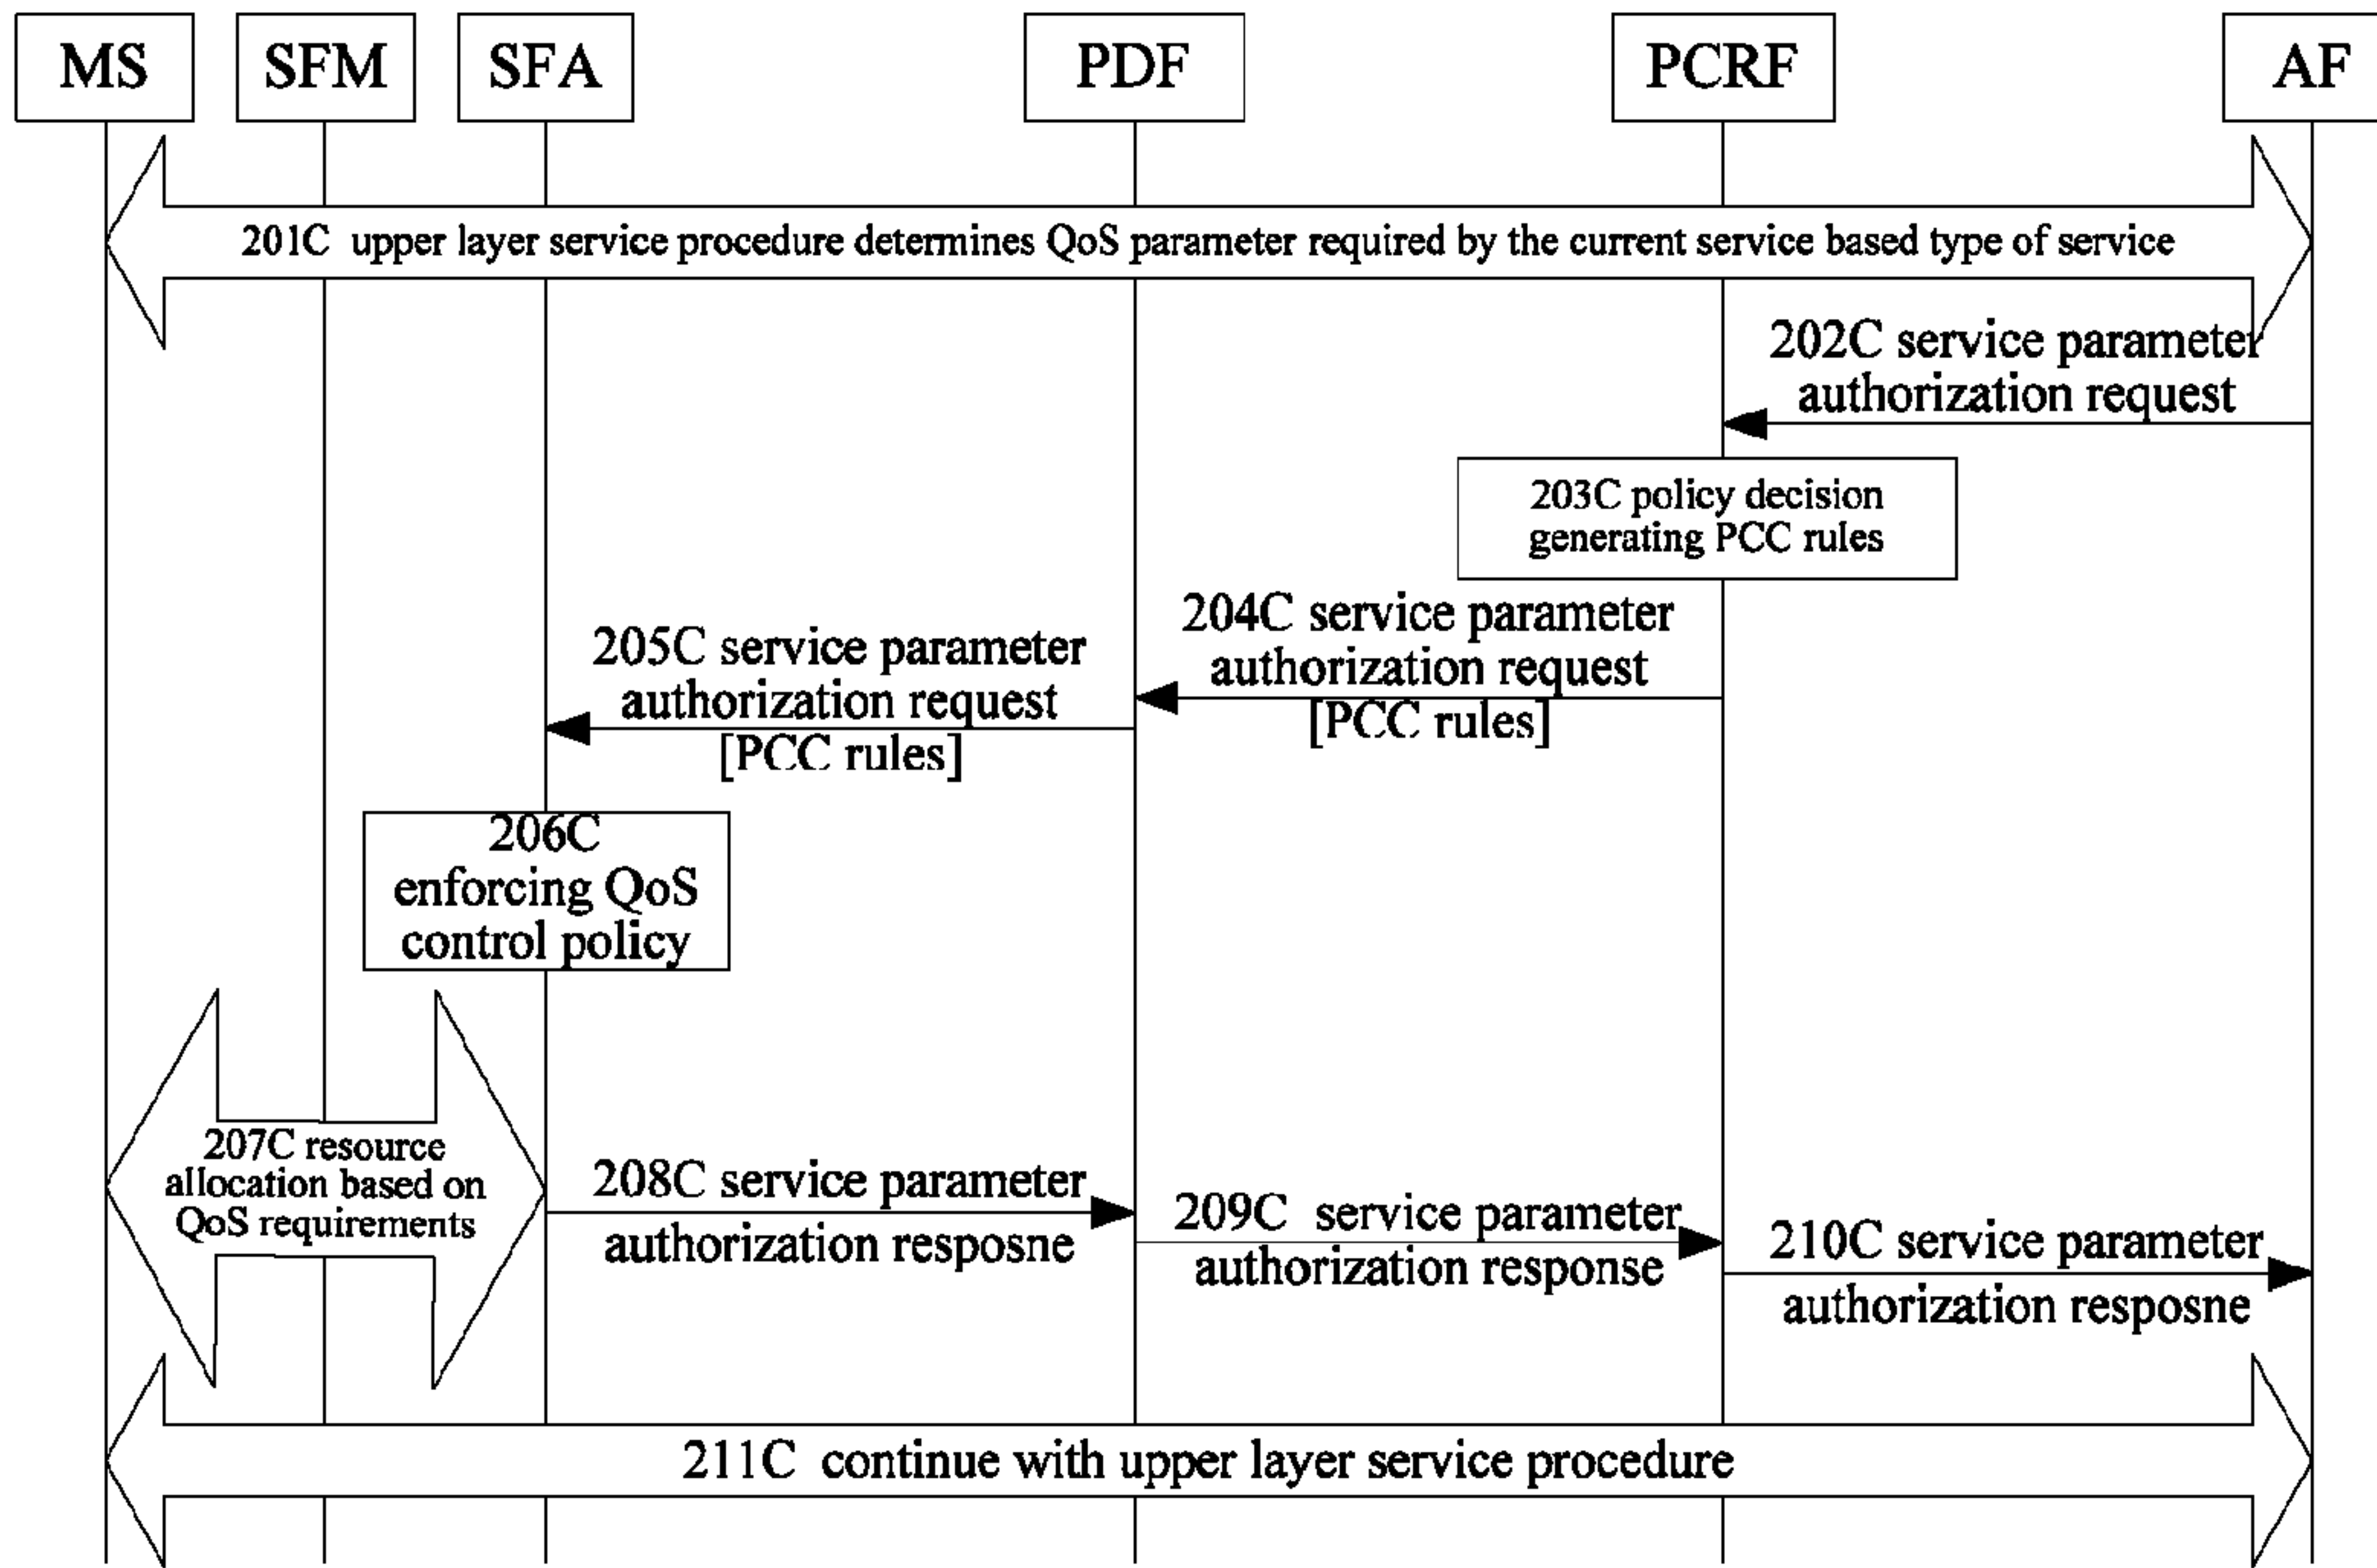 MS
SFM
SFA
PDF
PCRF
AF
201C upper layer service procedure determines QoS parameter required by the current service based type of service
202C service parameter
authorization request
203C policy decision
generating PCC rules
204C service parameter
authorization request
[PCC rules]
205C service parameter
authorization request
[PCC rules]
206C
enforcing QoS
control policy
207C resource
allocation based on
QoS requirements
208C service parameter
authorization resposne
209C service parameter
authorization response
210C service parameter
authorization resposne
211C continue with upper layer service procedure